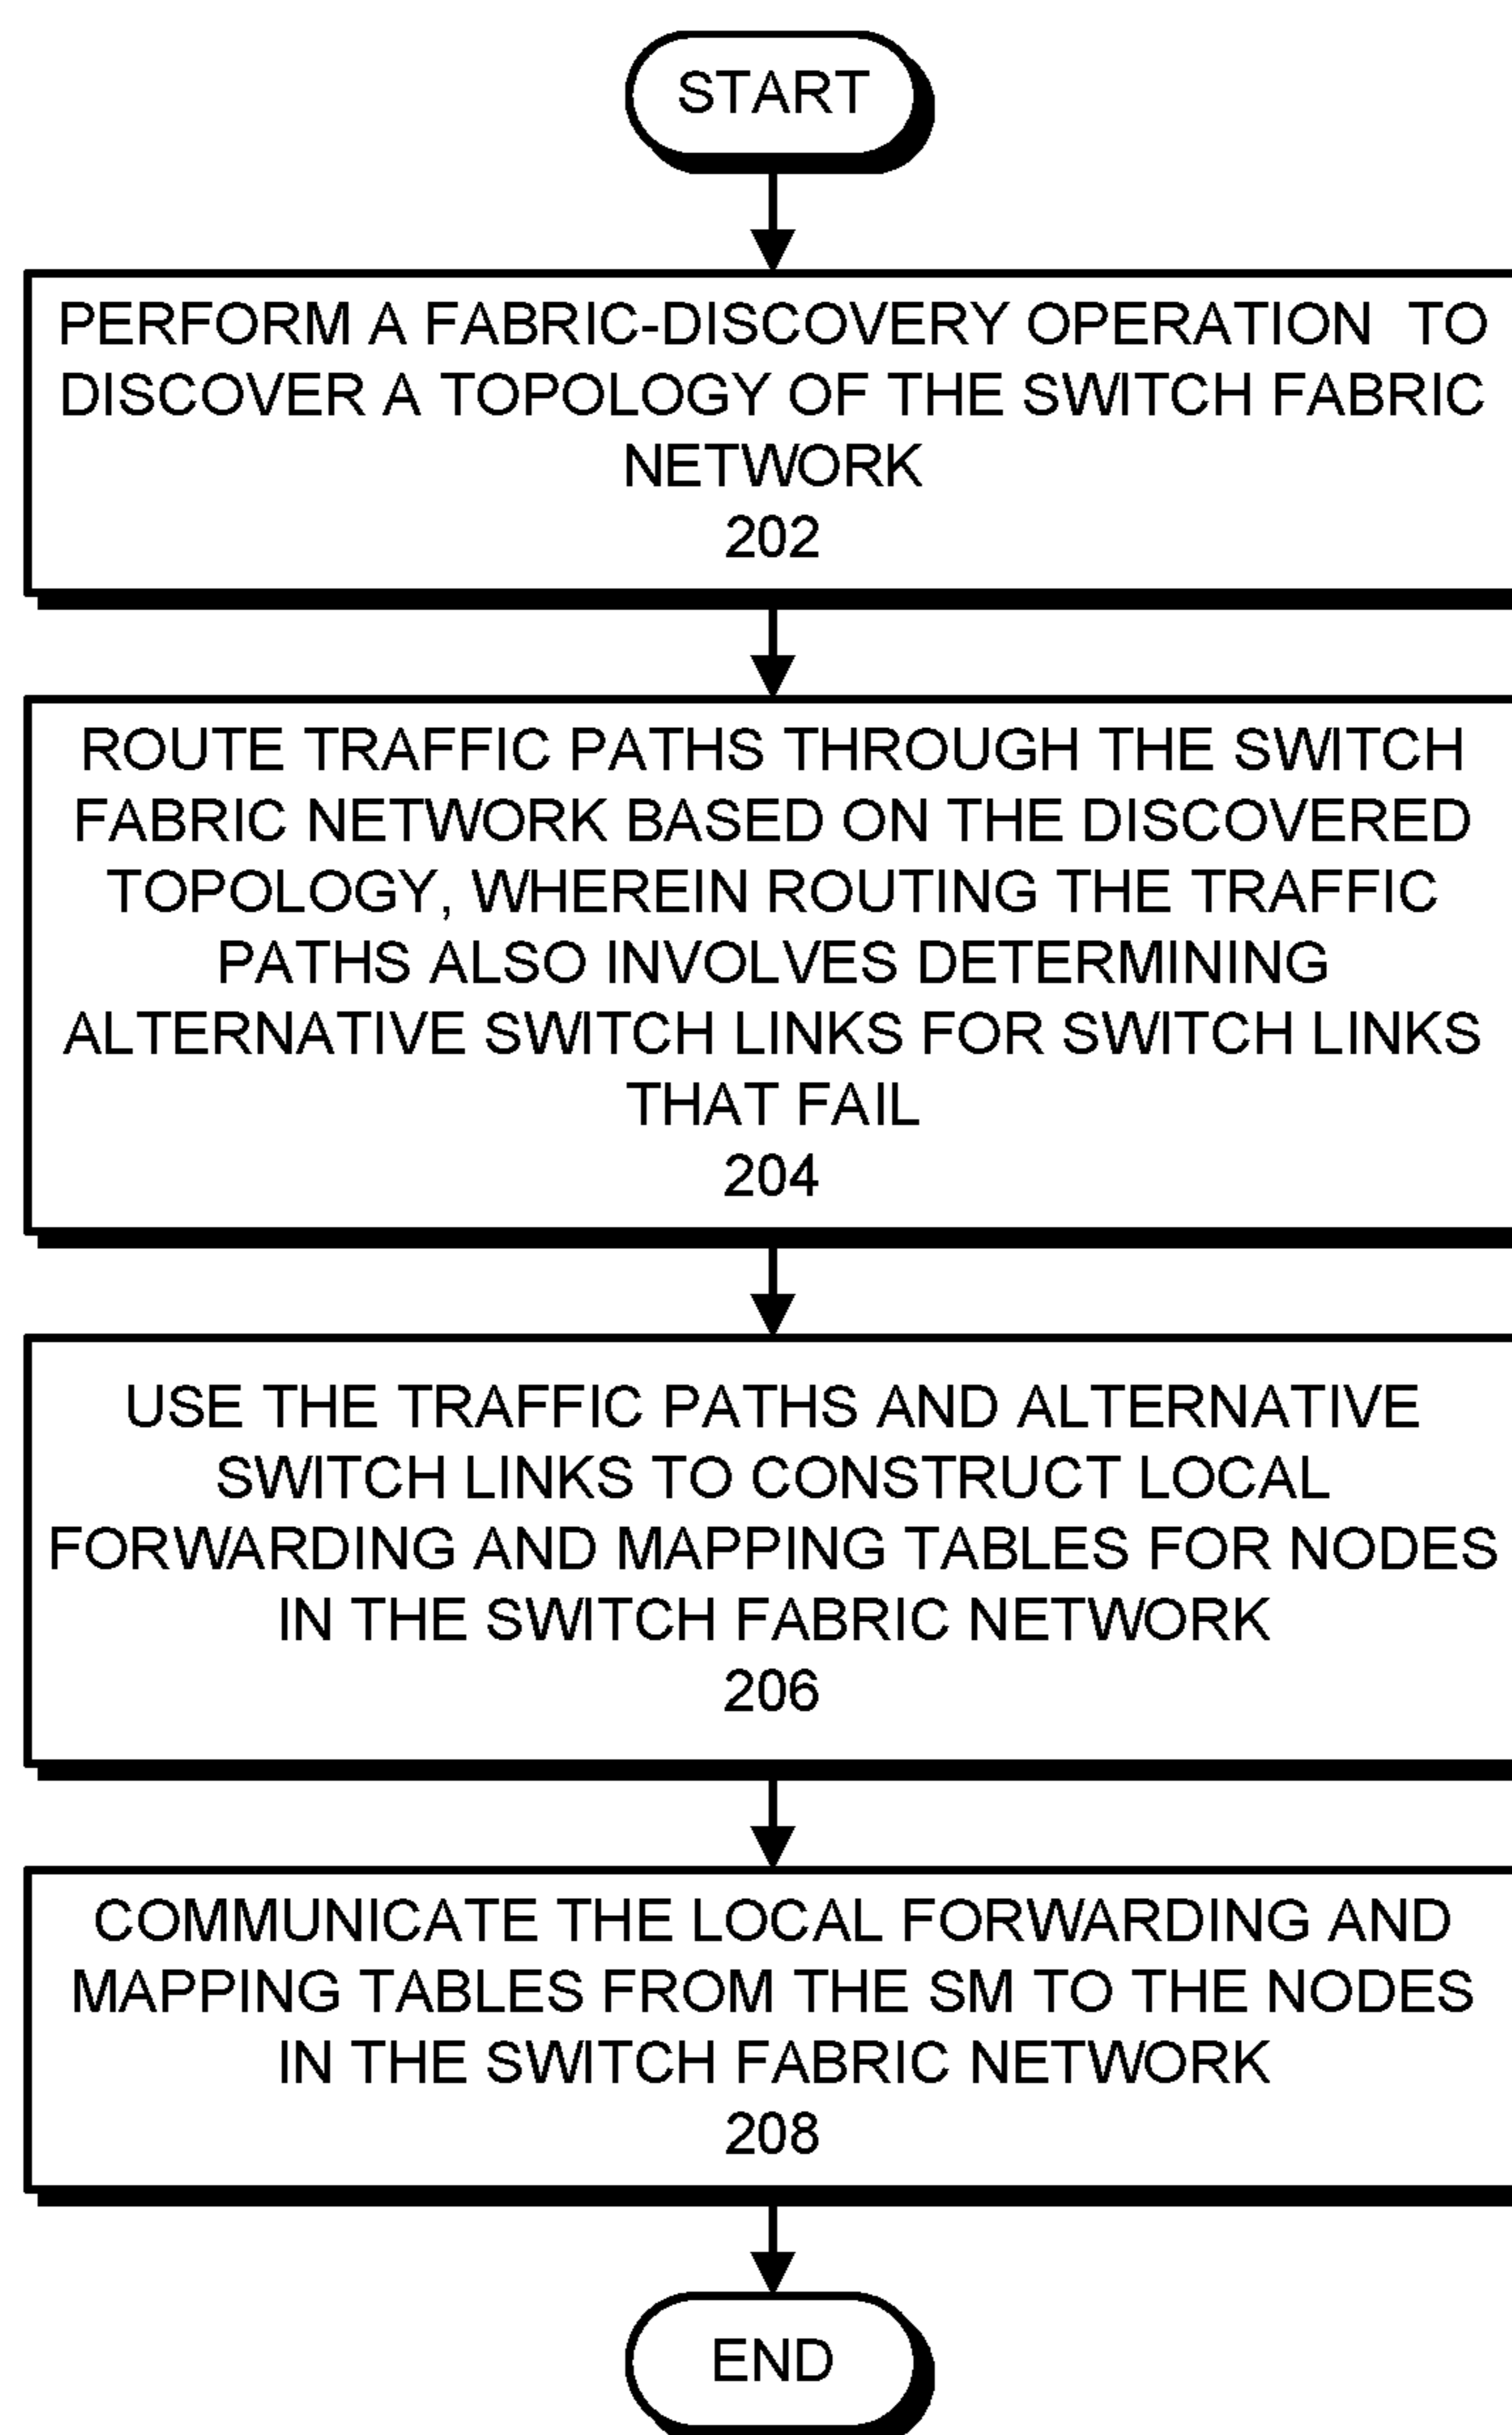 START
PERFORM A FABRIC-DISCOVERY OPERATION TO
DISCOVER A TOPOLOGY OF THE SWITCH FABRIC
NETWORK
202
ROUTE TRAFFIC PATHS THROUGH THE SWITCH
FABRIC NETWORK BASED ON THE DISCOVERED
TOPOLOGY, WHEREIN ROUTING THE TRAFFIC
PATHS ALSO INVOLVES DETERMINING
ALTERNATIVE SWITCH LINKS FOR SWITCH LINKS
THAT FAIL
204
USE THE TRAFFIC PATHS AND ALTERNATIVE
SWITCH LINKS TO CONSTRUCT LOCAL
FORWARDING AND MAPPING TABLES FOR NODES
IN THE SWITCH FABRIC NETWORK
206
COMMUNICATE THE LOCAL FORWARDING AND
MAPPING TABLES FROM THE SM TO THE NODES
IN THE SWITCH FABRIC NETWORK
208
END